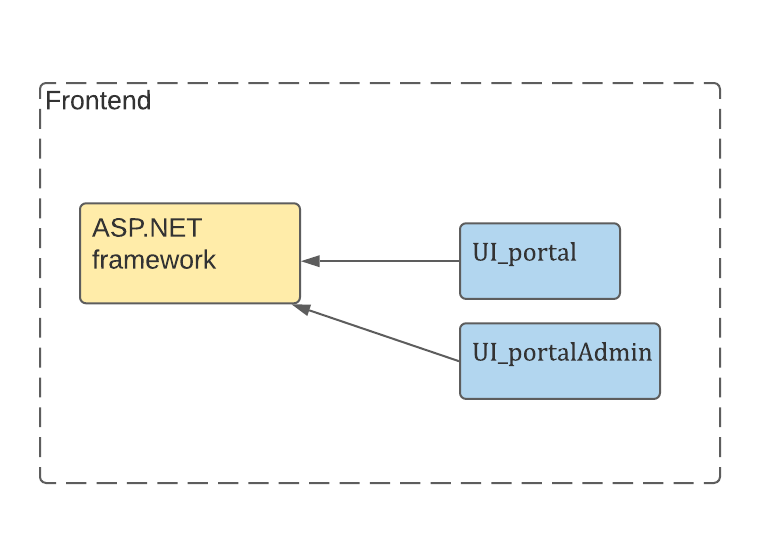 Frontend
ASP.NET
framework
UI_portal
UI_portalAdmin